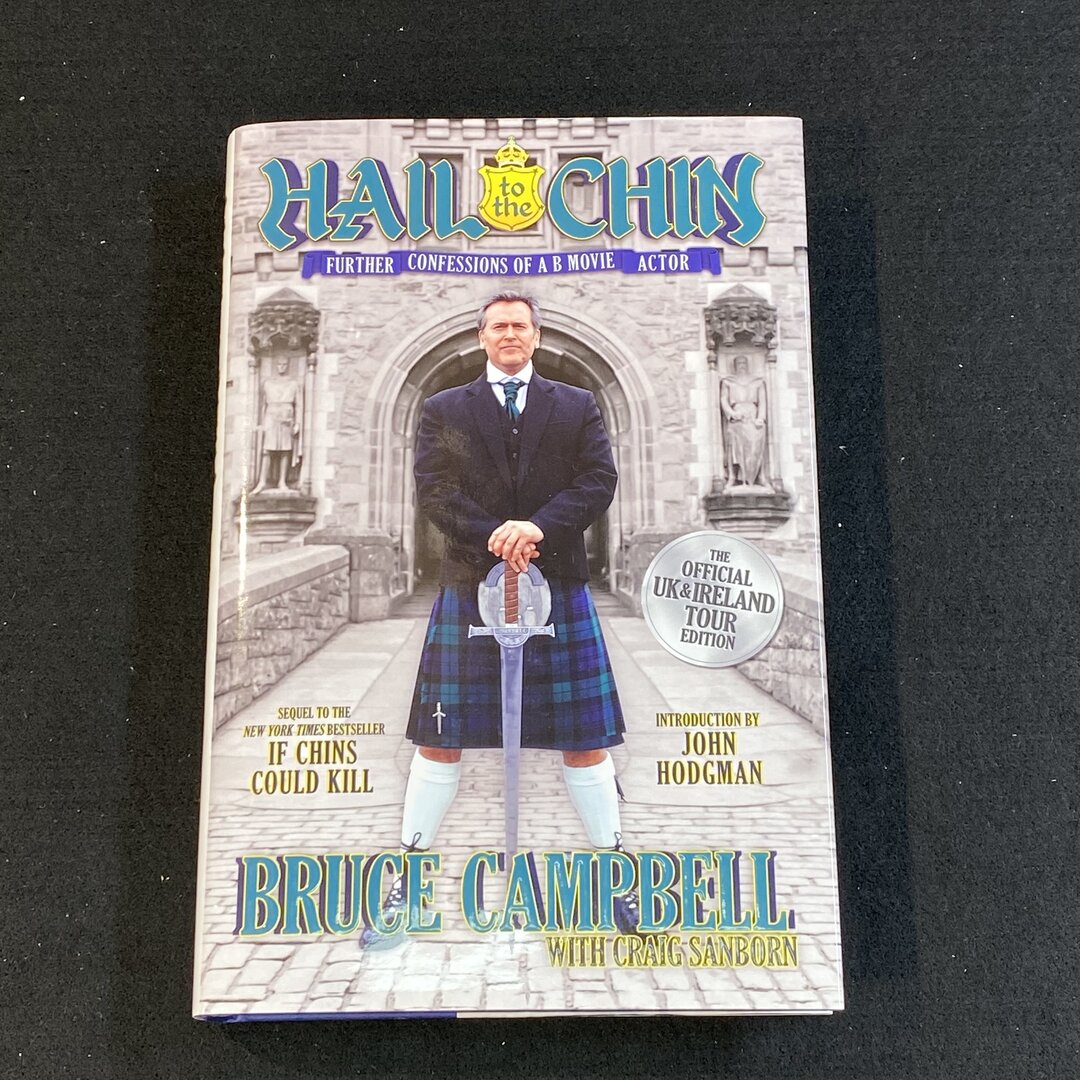 HAIL to the CHIN
FURTHER CONFESSIONS OF A B MOVIE ACTOR
THE
OFFICIAL
UK & IRELAND
TOUR
EDITION
SEQUEL TO THE
NEW YORK TIMES BESTSELLER
IF CHINS
COULD KILL
INTRODUCTION BY
JOHN
HODGMAN
BRUCE CAMPBELL
WITH CRAIG SANBORN